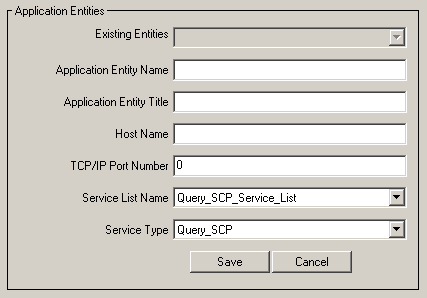 Application Entities
Existing Entities
Application Entity Name
Application Entity Title
Host Name
TCP/IP Port Number 0
Service List Name Query_SCP_Service_List
Service Type Query_SCP
Save Cancel